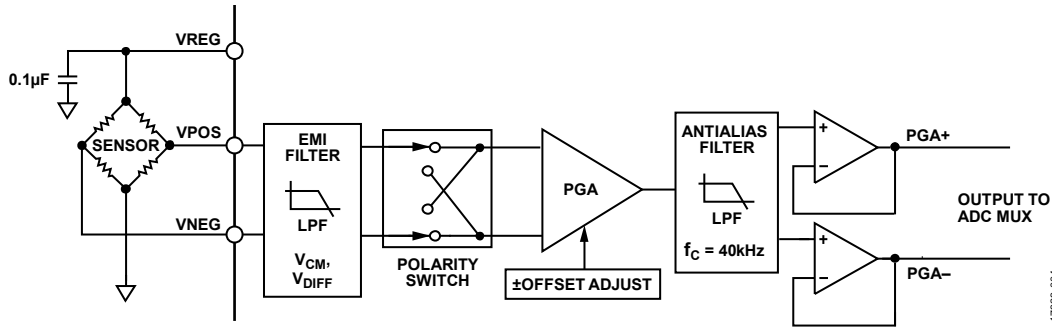 VREG
0.1µF
SENSOR
VPOS
VNEG
EMI
FILTER
LPF
VCM,
VDIFF
POLARITY
SWITCH
PGA
±OFFSET ADJUST
ANTIALIAS
FILTER
LPF
fC = 40kHz
+
–
PGA+
+
–
PGA–
OUTPUT TO
ADC MUX